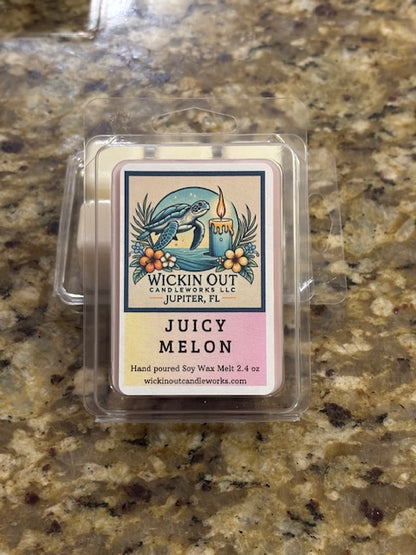 WICKIN OUT
CANDLEWORKS LLC
JUPITER, FL
JUICY
MELON
Hand poured Soy Wax Melt 2.4 oz
wickinoutcandleworks.com